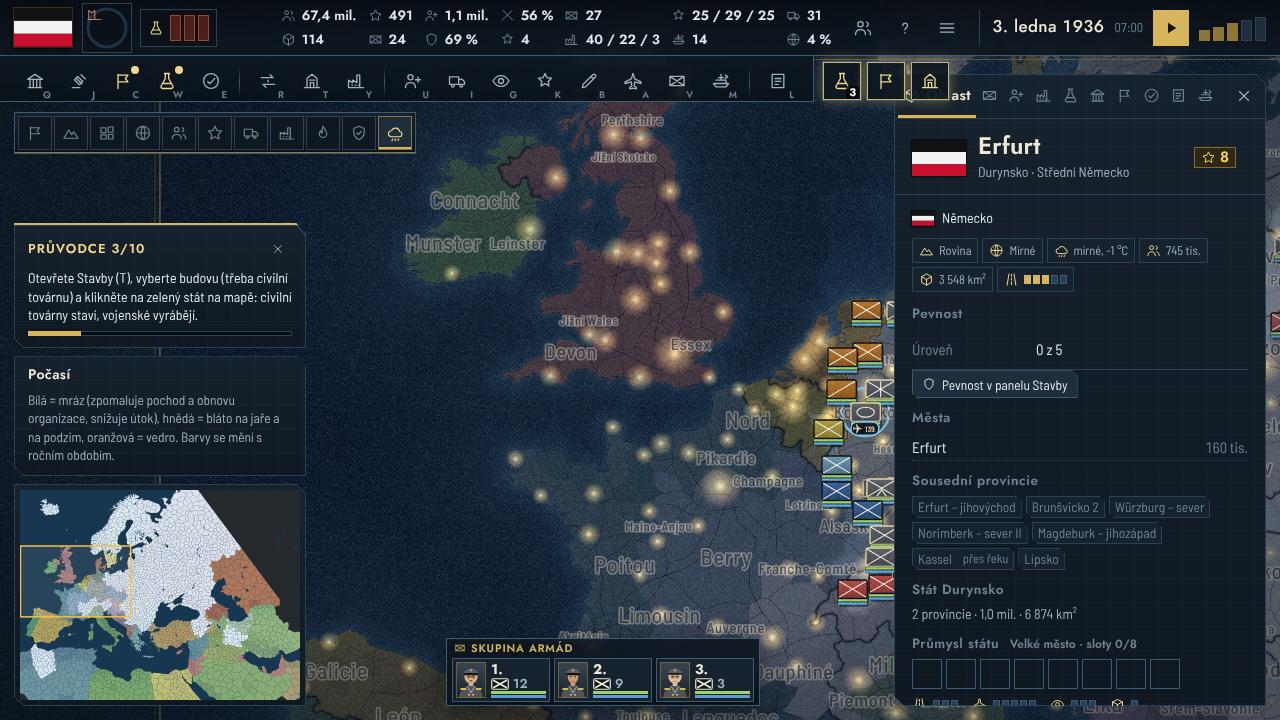 67,4 mil. 491 1,1 mil. 56 % 27 25 / 29 / 25 31
114 24 69 % 4 40 / 22 / 3 14 4 %
3. ledna 1936 07:00
Q J C W E R T Y U I G K B A V M L
3
ast
PRŮVODCE 3/10
Otevřete Stavby (T), vyberte budovu (třeba civilní
továrnu) a klikněte na zelený stát na mapě: civilní
továrny staví, vojenské vyrábějí.
Počasí
Bílá = mráz (zpomaluje pochod a obnovu
organizace, snižuje útok), hnědá = bláto na jaře a
na podzim, oranžová = vedro. Barvy se mění s
ročním obdobím.
Perthshire
Jižní Skotsko
Connacht
Munster Leinster
Jižní Wales
Devon
Essex
Nord
Pikardie
Champagne
Maine-Anjou
Poitou
Berry
Franche-Comté
Limousin
Auvergne
Akvitánie
Galicie
León
Toulouse
Languedoc
Dauphiné
Piemont
139
SKUPINA ARMÁD
1. 12
2. 9
3. 3
Erfurt
Durynsko · Střední Německo
8
Německo
Rovina Mírné mírné, -1 °C 745 tis.
3 548 km²
Pevnost
Úroveň 0 z 5
Pevnost v panelu Stavby
Města
Erfurt 160 tis.
Sousední provincie
Erfurt – jihovýchod Brunšvicko 2 Würzburg – sever
Norimberk – sever II Magdeburk – jihozápad
Kassel přes řeku Lipsko
Stát Durynsko
2 provincie · 1,0 mil. · 6 874 km²
Průmysl státu Velké město · sloty 0/8